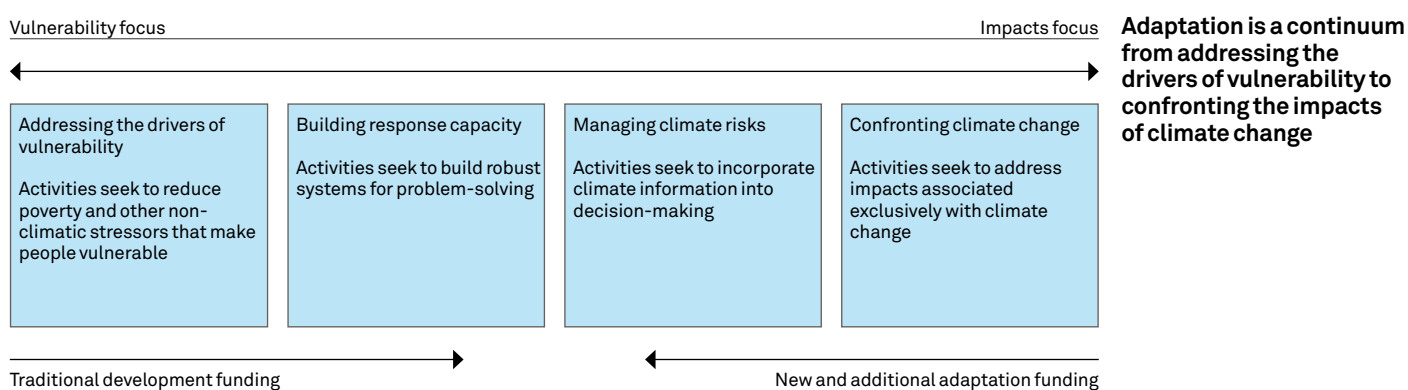 Vulnerability focus
Impacts focus
Adaptation is a continuum
from addressing the
drivers of vulnerability to
confronting the impacts
of climate change
Addressing the drivers of
vulnerability
Activities seek to reduce
poverty and other non-
climatic stressors that make
people vulnerable
Building response capacity
Activities seek to build robust
systems for problem-solving
Managing climate risks
Activities seek to incorporate
climate information into
decision-making
Confronting climate change
Activities seek to address
impacts associated
exclusively with climate
change
Traditional development funding
New and additional adaptation funding